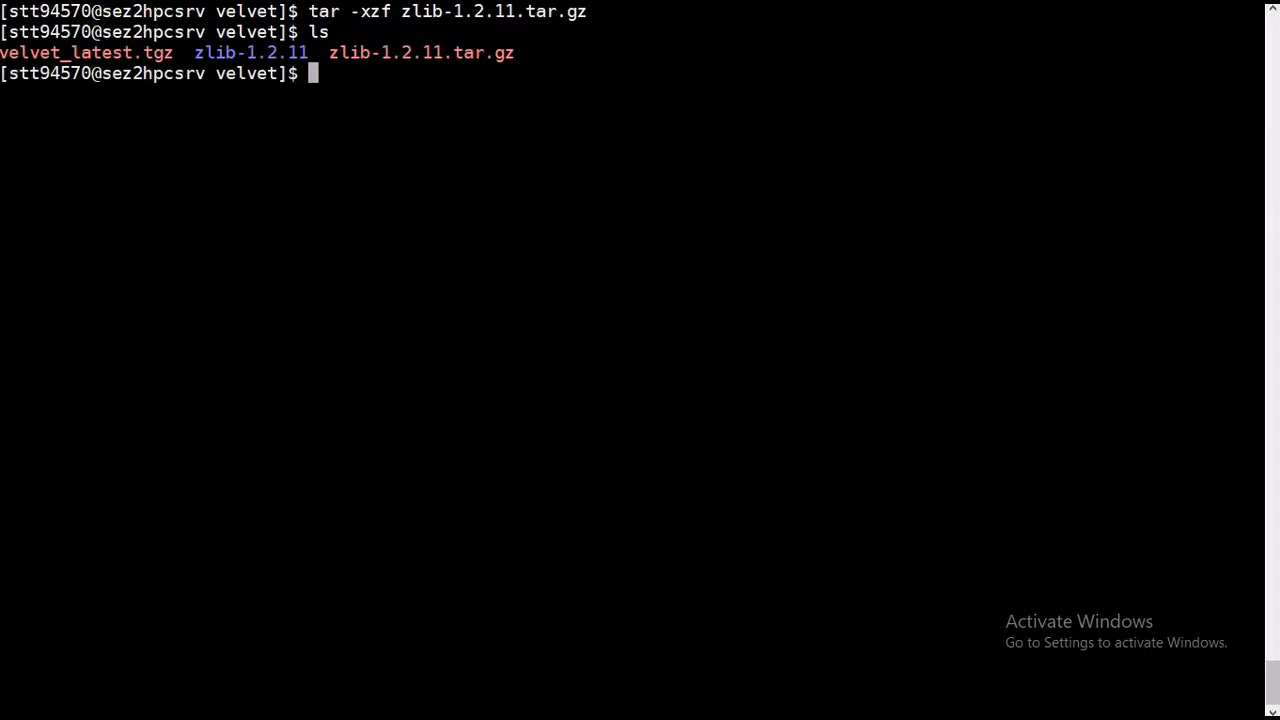 [stt94570@sez2hpcsrv velvet]$ tar -xzf zlib-1.2.11.tar.gz
[stt94570@sez2hpcsrv velvet]$ ls
velvet_latest.tgz  zlib-1.2.11  zlib-1.2.11.tar.gz
[stt94570@sez2hpcsrv velvet]$
Activate Windows
Go to Settings to activate Windows.